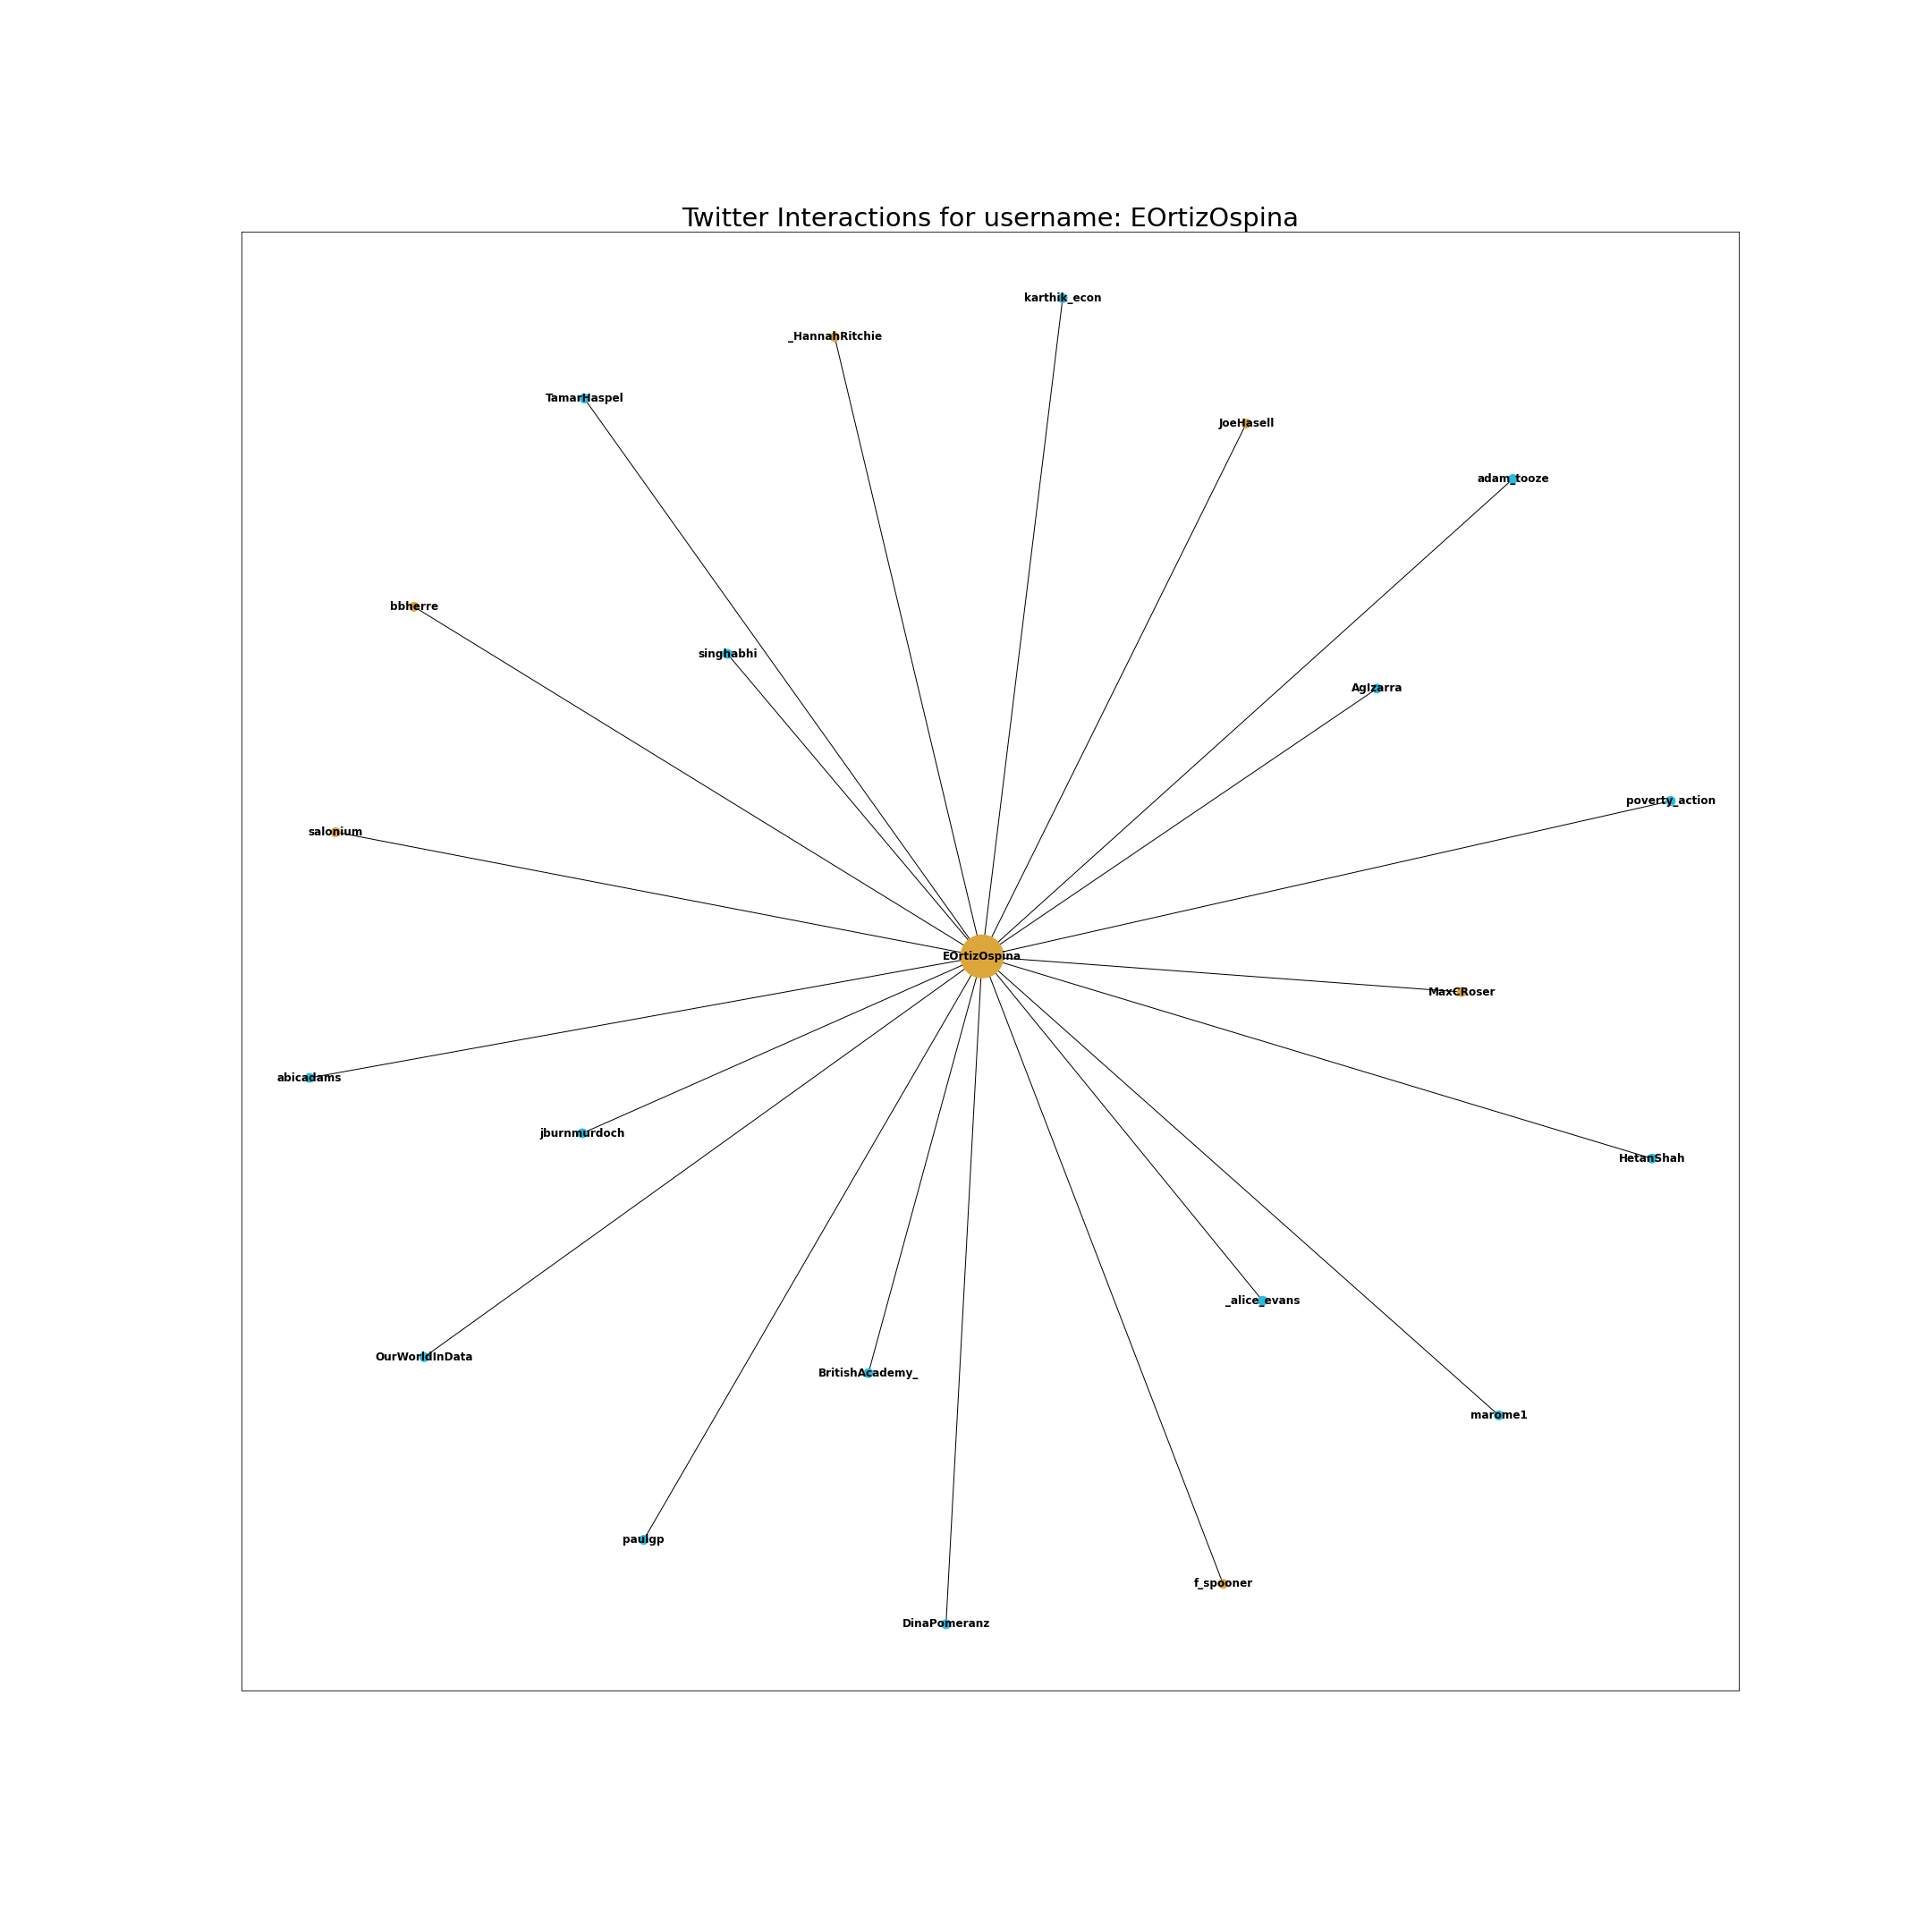 Twitter Interactions for username: EOrtizOspina
karthik_econ
_HannahRitchie
TamarHaspel
JoeHasell
adam_tooze
bbherre
singhabhi
AgIzarra
poverty_action
salonium
EOrtizOspina
MaxCRoser
abicadams
jburnmurdoch
HetanShah
_alice_evans
OurWorldInData
BritishAcademy_
marome1
paulgp
f_spooner
DinaPomeranz